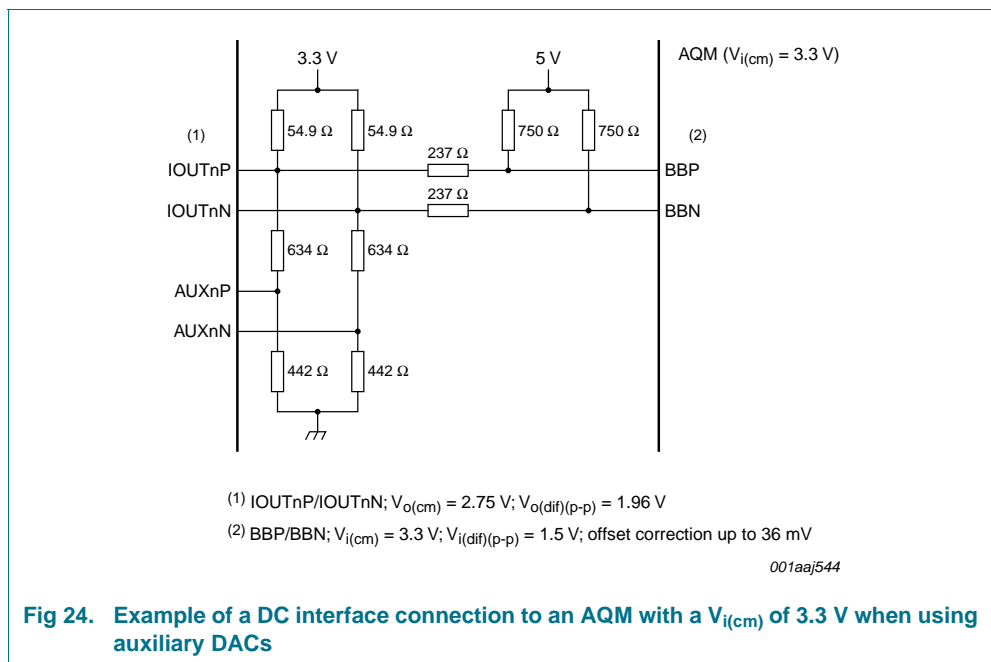 3.3 V
5 V
AQM (Vi(cm) = 3.3 V)
54.9 Ω
54.9 Ω
750 Ω
750 Ω
(1)
(2)
237 Ω
IOUTnP
BBP
237 Ω
IOUTnN
BBN
634 Ω
634 Ω
AUXnP
AUXnN
442 Ω
442 Ω
(1) IOUTnP/IOUTnN; Vo(cm) = 2.75 V; Vo(dif)(p-p) = 1.96 V
(2) BBP/BBN; Vi(cm) = 3.3 V; Vi(dif)(p-p) = 1.5 V; offset correction up to 36 mV
001aaj544
Fig 24. Example of a DC interface connection to an AQM with a Vi(cm) of 3.3 V when using
auxiliary DACs